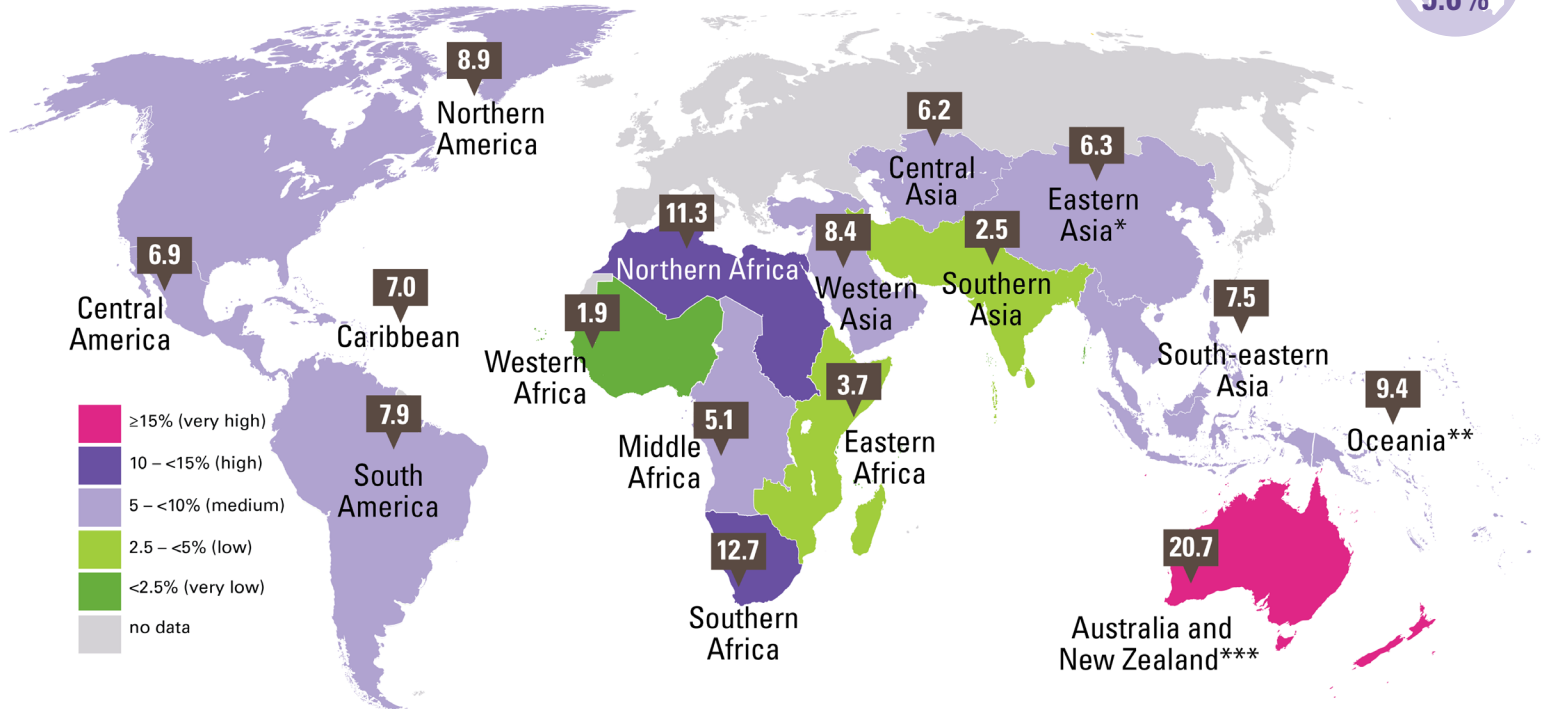 5.6%
8.9
Northern
America
6.2
Central
Asia
6.3
Eastern
Asia*
11.3
Northern Africa
8.4
Western
Asia
2.5
Southern
Asia
6.9
Central
America
7.0
Caribbean
1.9
Western
Africa
7.5
South-eastern
Asia
3.7
Eastern
Africa
9.4
Oceania**
7.9
South
America
5.1
Middle
Africa
12.7
Southern
Africa
20.7
Australia and
New Zealand***
≥15% (very high)
10 – <15% (high)
5 – <10% (medium)
2.5 – <5% (low)
<2.5% (very low)
no data